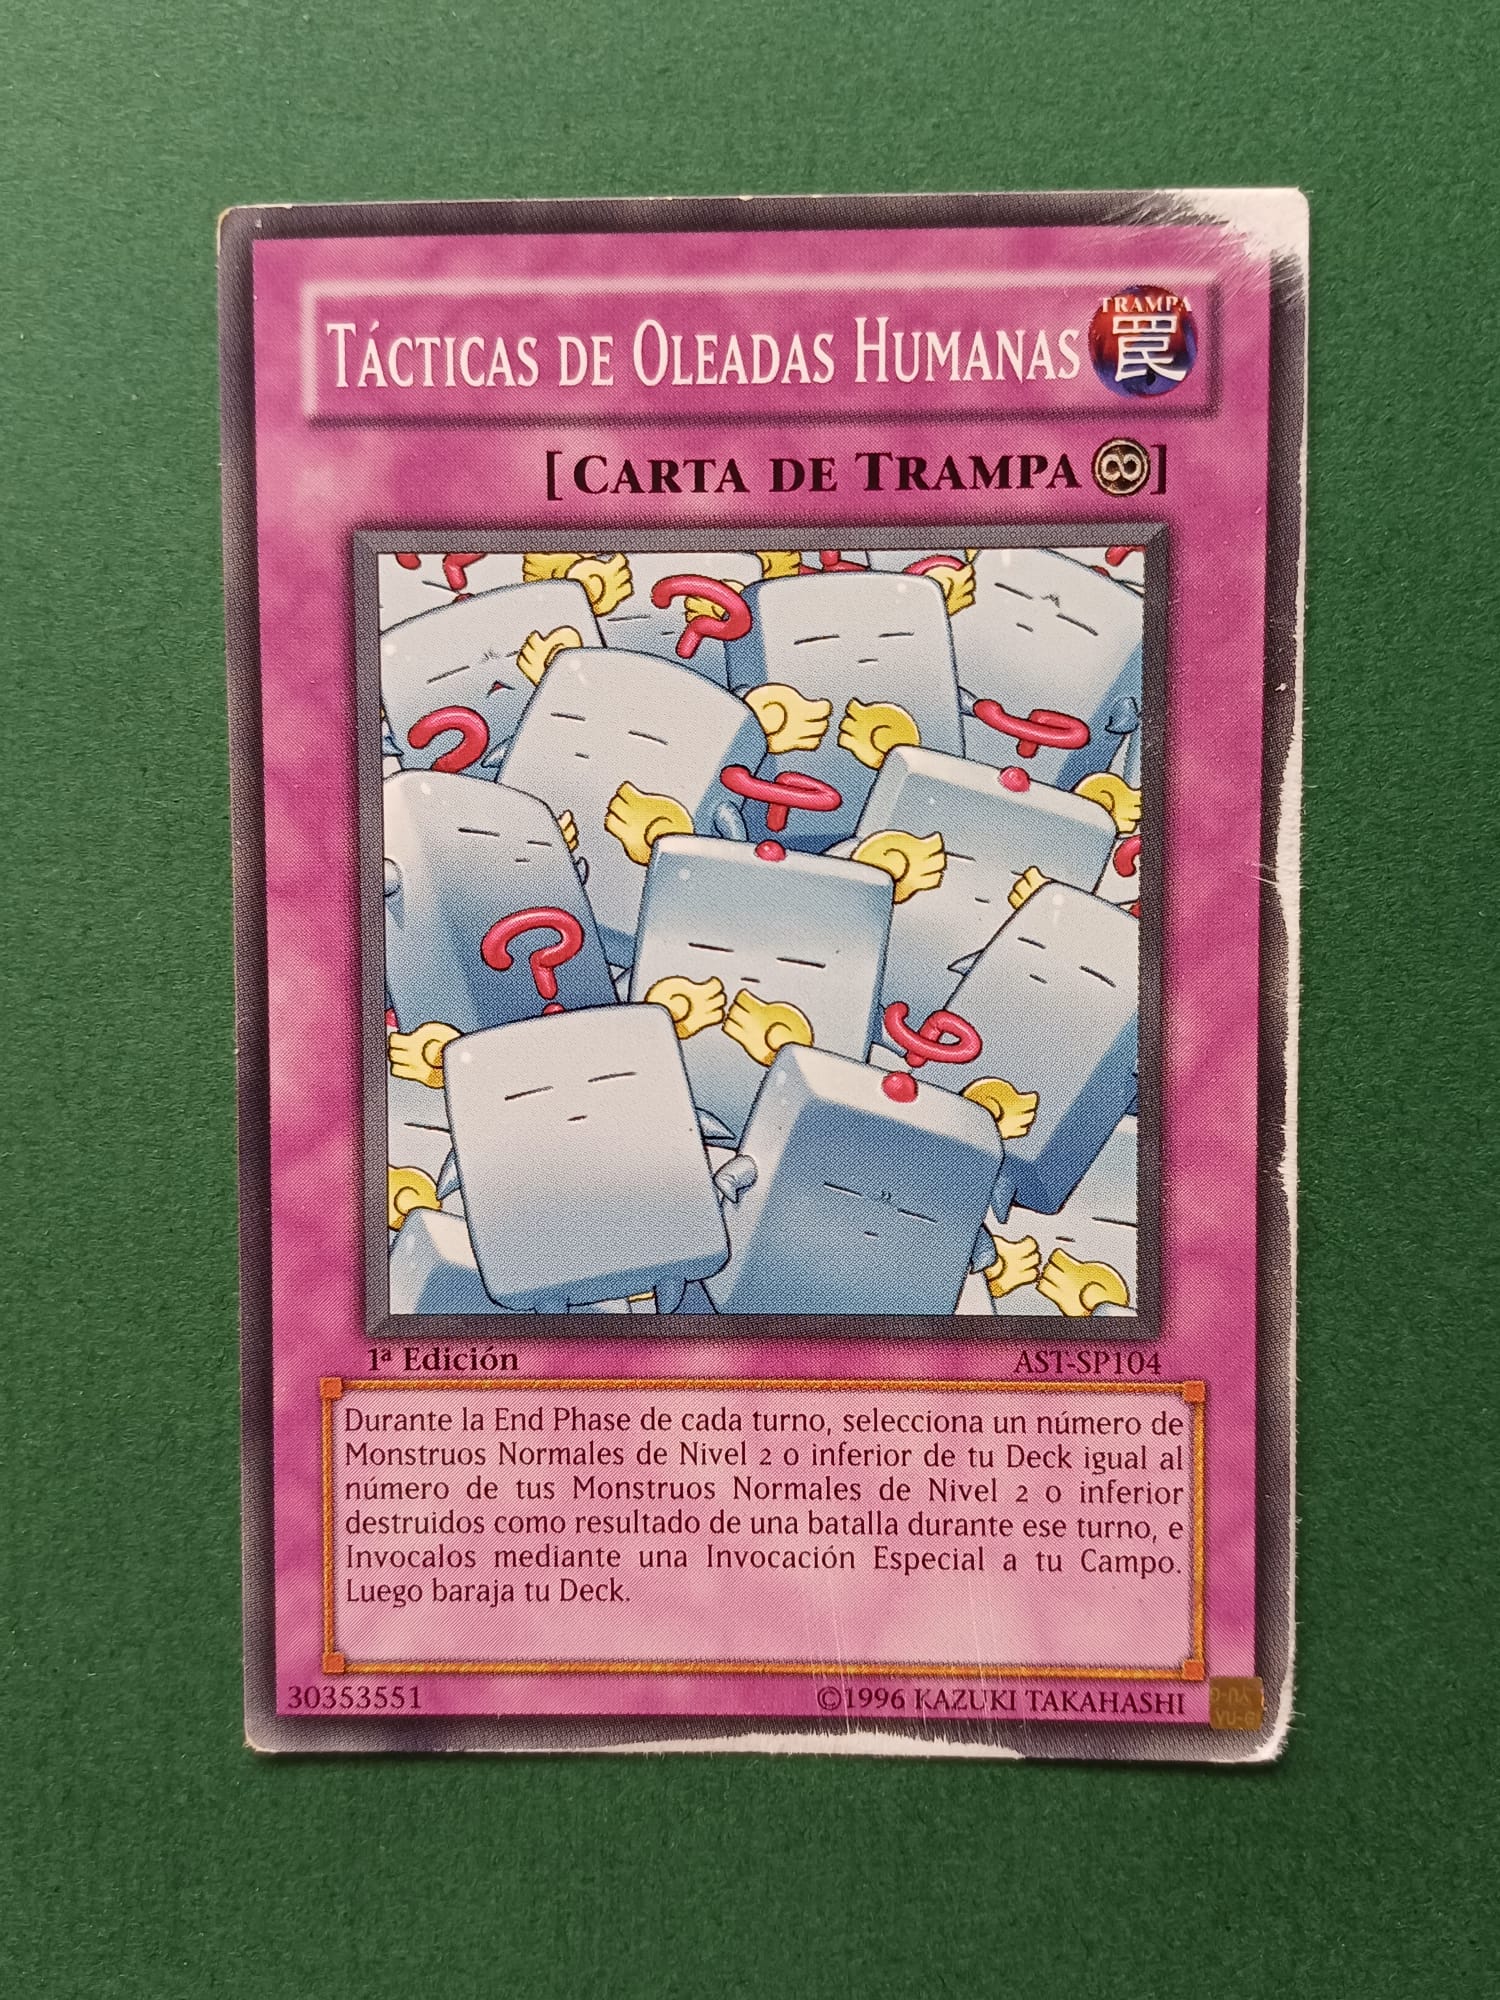 TÁCTICAS DE OLEADAS HUMANAS
TRAMPA
罠
[CARTA DE TRAMPA∞]
1ª Edición
AST-SP104
Durante la End Phase de cada turno, selecciona un número de
Monstruos Normales de Nivel 2 o inferior de tu Deck igual al
número de tus Monstruos Normales de Nivel 2 o inferior
destruidos como resultado de una batalla durante ese turno, e
Invocalos mediante una Invocación Especial a tu Campo.
Luego baraja tu Deck.
30353551
©1996 KAZUKI TAKAHASHI